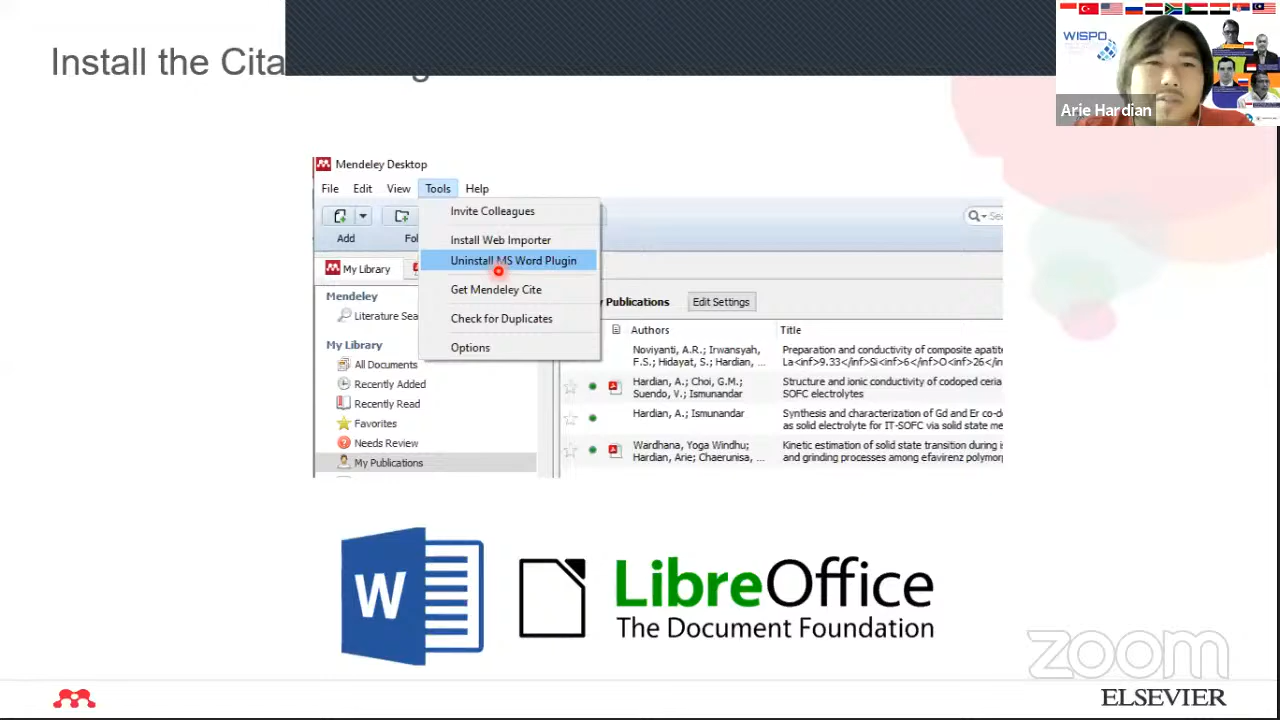 Install the Cita
WISPO
Arie Hardian
Mendeley Desktop
File Edit View Tools Help
Invite Colleagues
Install Web Importer
Uninstall MS Word Plugin
Get Mendeley Cite
Check for Duplicates
Options
Add
My Library
Mendeley
Literature Sea
My Library
All Documents
Recently Added
Recently Read
Favorites
Needs Review
My Publications
Publications Edit Settings
Authors Title
Noviyanti, A.R.; Irwansyah, Preparation and conductivity of composite apatite
F.S.; Hidayat, S.; Hardian, ... La<inf>9.33</inf>Si<inf>6</inf>O<inf>26</inf>
Hardian, A.; Choi, G.M.; Structure and ionic conductivity of codoped ceria
Suendo, V.; Ismunandar SOFC electrolytes
Hardian, A.; Ismunandar Synthesis and characterization of Gd and Er co-d
as solid electrolyte for IT-SOFC via solid state me
Wardhana, Yoga Windhu; Kinetic estimation of solid state transition during i
Hardian, Arie; Chaerunisa, ... and grinding processes among efavirenz polymor
W
LibreOffice
The Document Foundation
zoom
ELSEVIER